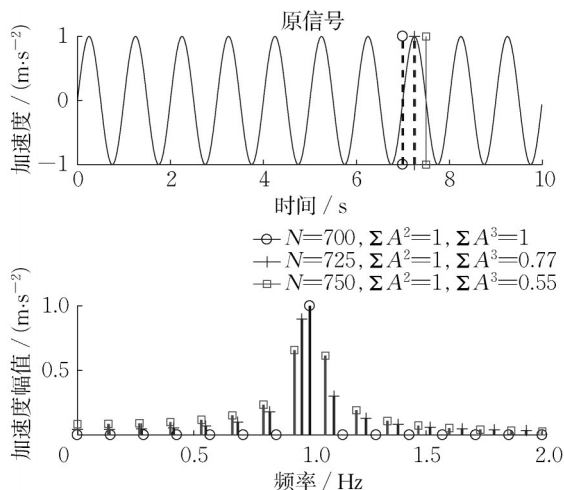 原信号
加速度 / (m·s⁻²)
1
0
−1
0 2 4 6 8 10
时间 / s
N=700, ΣA²=1, ΣA³=1
N=725, ΣA²=1, ΣA³=0.77
N=750, ΣA²=1, ΣA³=0.55
加速度幅值 / (m·s⁻²)
1.0
0.5
0 0.5 1.0 1.5 2.0
频率 / Hz